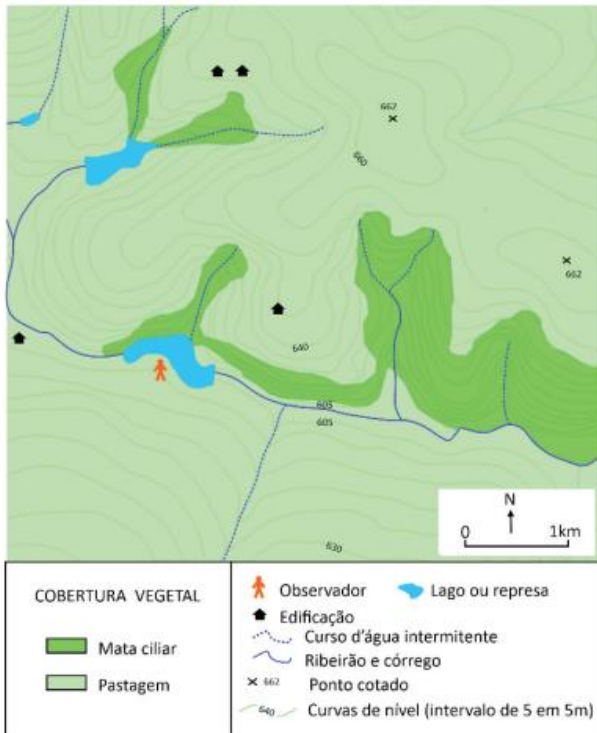 662
660
662
640
605
605
630
N
0 1km
COBERTURA VEGETAL
Mata ciliar
Pastagem
Observador
Lago ou represa
Edificação
Curso d'água intermitente
Ribeirão e córrego
662 Ponto cotado
640 Curvas de nível (intervalo de 5 em 5m)